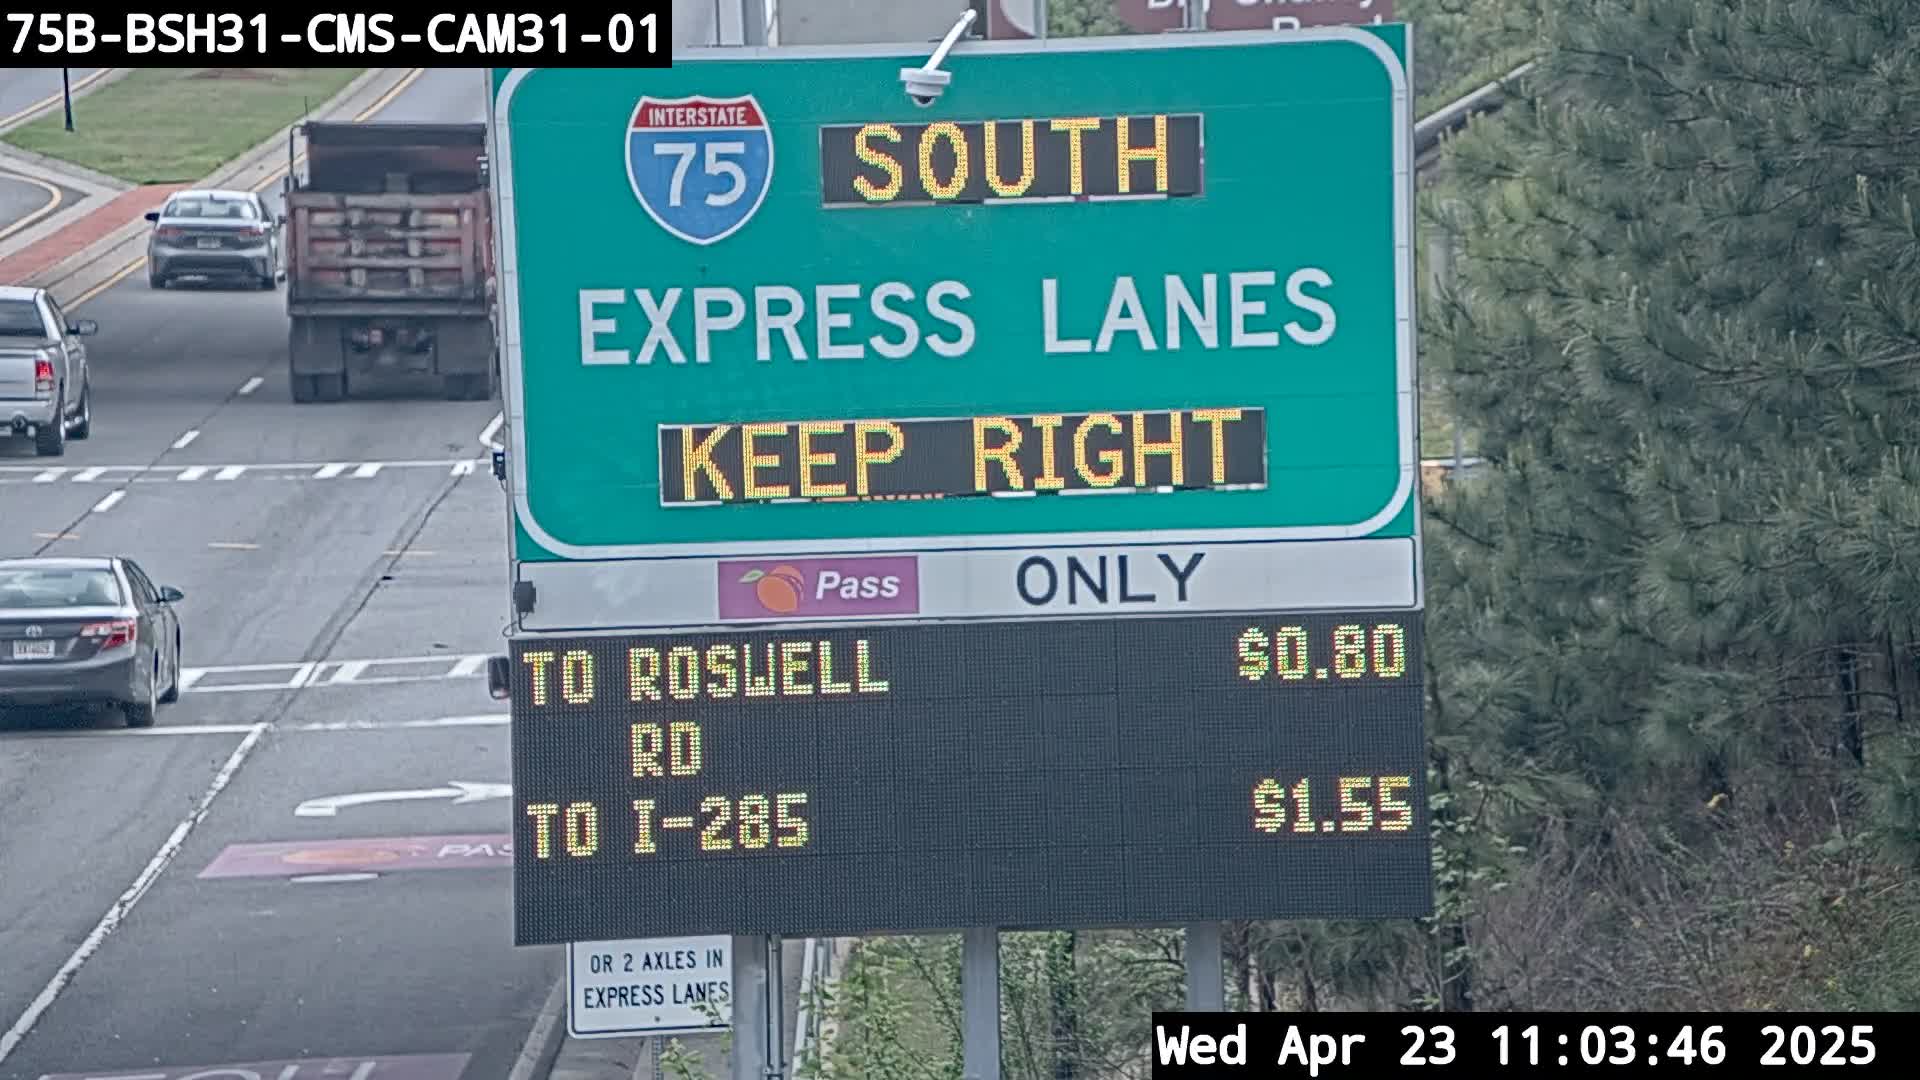 75B-BSH31-CMS-CAM31-01
Road
INTERSTATE
75
SOUTH
EXPRESS LANES
KEEP RIGHT
Pass ONLY
TO ROSWELL $0.80
RD
TO I-285 $1.55
OR 2 AXLES IN
EXPRESS LANES
Wed Apr 23 11:03:46 2025